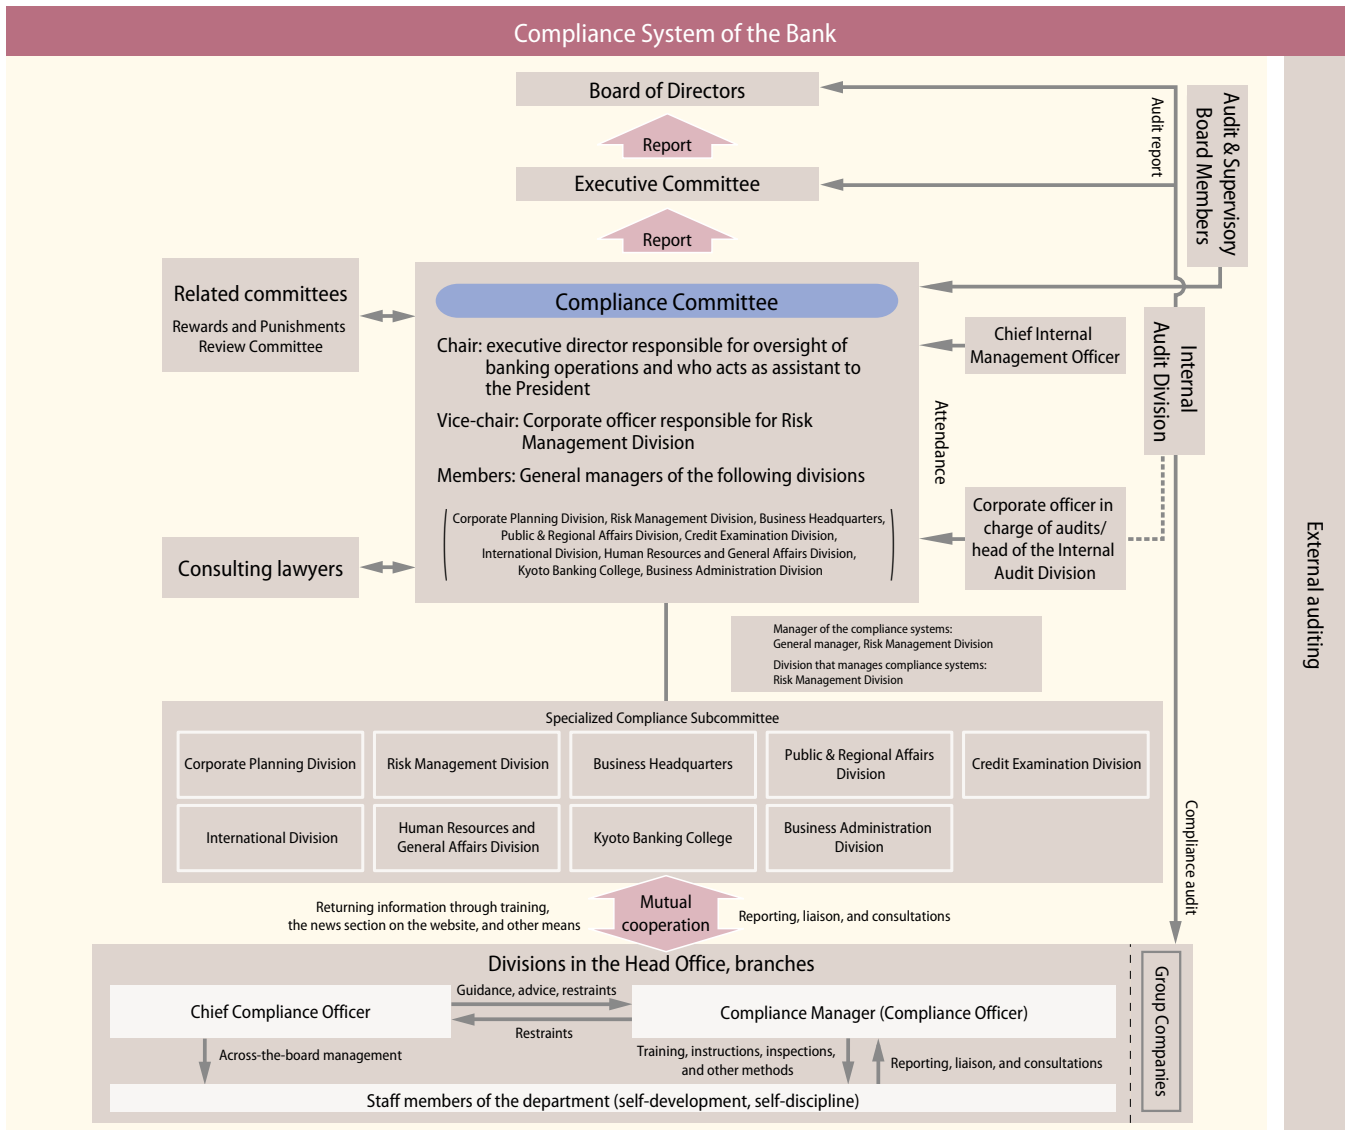 Compliance System of the Bank
Board of Directors
Report
Executive Committee
Report
Audit report
Audit & Supervisory
Board Members
Related committees
Rewards and Punishments
Review Committee
Compliance Committee
Chair: executive director responsible for oversight of
banking operations and who acts as assistant to
the President
Vice-chair: Corporate officer responsible for Risk
Management Division
Members: General managers of the following divisions
Corporate Planning Division, Risk Management Division, Business Headquarters,
Public & Regional Affairs Division, Credit Examination Division,
International Division, Human Resources and General Affairs Division,
Kyoto Banking College, Business Administration Division
Consulting lawyers
Chief Internal
Management Officer
Attendance
Internal
Audit Division
Corporate officer in
charge of audits/
head of the Internal
Audit Division
External auditing
Manager of the compliance systems:
General manager, Risk Management Division
Division that manages compliance systems:
Risk Management Division
Specialized Compliance Subcommittee
Corporate Planning Division
Risk Management Division
Business Headquarters
Public & Regional Affairs
Division
Credit Examination Division
International Division
Human Resources and
General Affairs Division
Kyoto Banking College
Business Administration
Division
Compliance audit
Returning information through training,
the news section on the website, and other means
Mutual
cooperation
Reporting, liaison, and consultations
Divisions in the Head Office, branches
Chief Compliance Officer
Guidance, advice, restraints
Restraints
Compliance Manager (Compliance Officer)
Across-the-board management
Training, instructions, inspections,
and other methods
Reporting, liaison, and consultations
Staff members of the department (self-development, self-discipline)
Group Companies